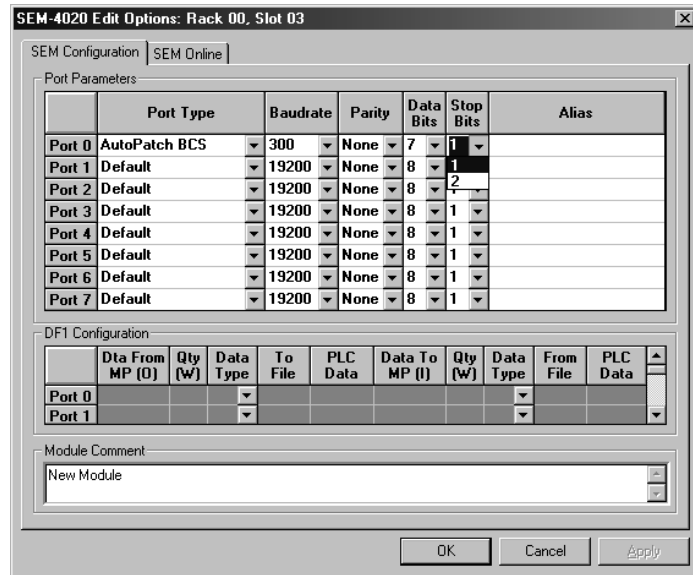 SEM-4020 Edit Options: Rack 00, Slot 03
SEM Configuration SEM Online
Port Parameters
Port Type Baudrate Parity Data Bits Stop Bits Alias
Port 0 AutoPatch BCS 300 None 7 1
Port 1 Default 19200 None 8 1
Port 2 Default 19200 None 8 2
Port 3 Default 19200 None 8 1
Port 4 Default 19200 None 8 1
Port 5 Default 19200 None 8 1
Port 6 Default 19200 None 8 1
Port 7 Default 19200 None 8 1
DF1 Configuration
Dta From MP (O) Qty (W) Data Type To File PLC Data Data To MP (I) Qty (W) Data Type From File PLC Data
Port 0
Port 1
Module Comment
New Module
OK Cancel Apply